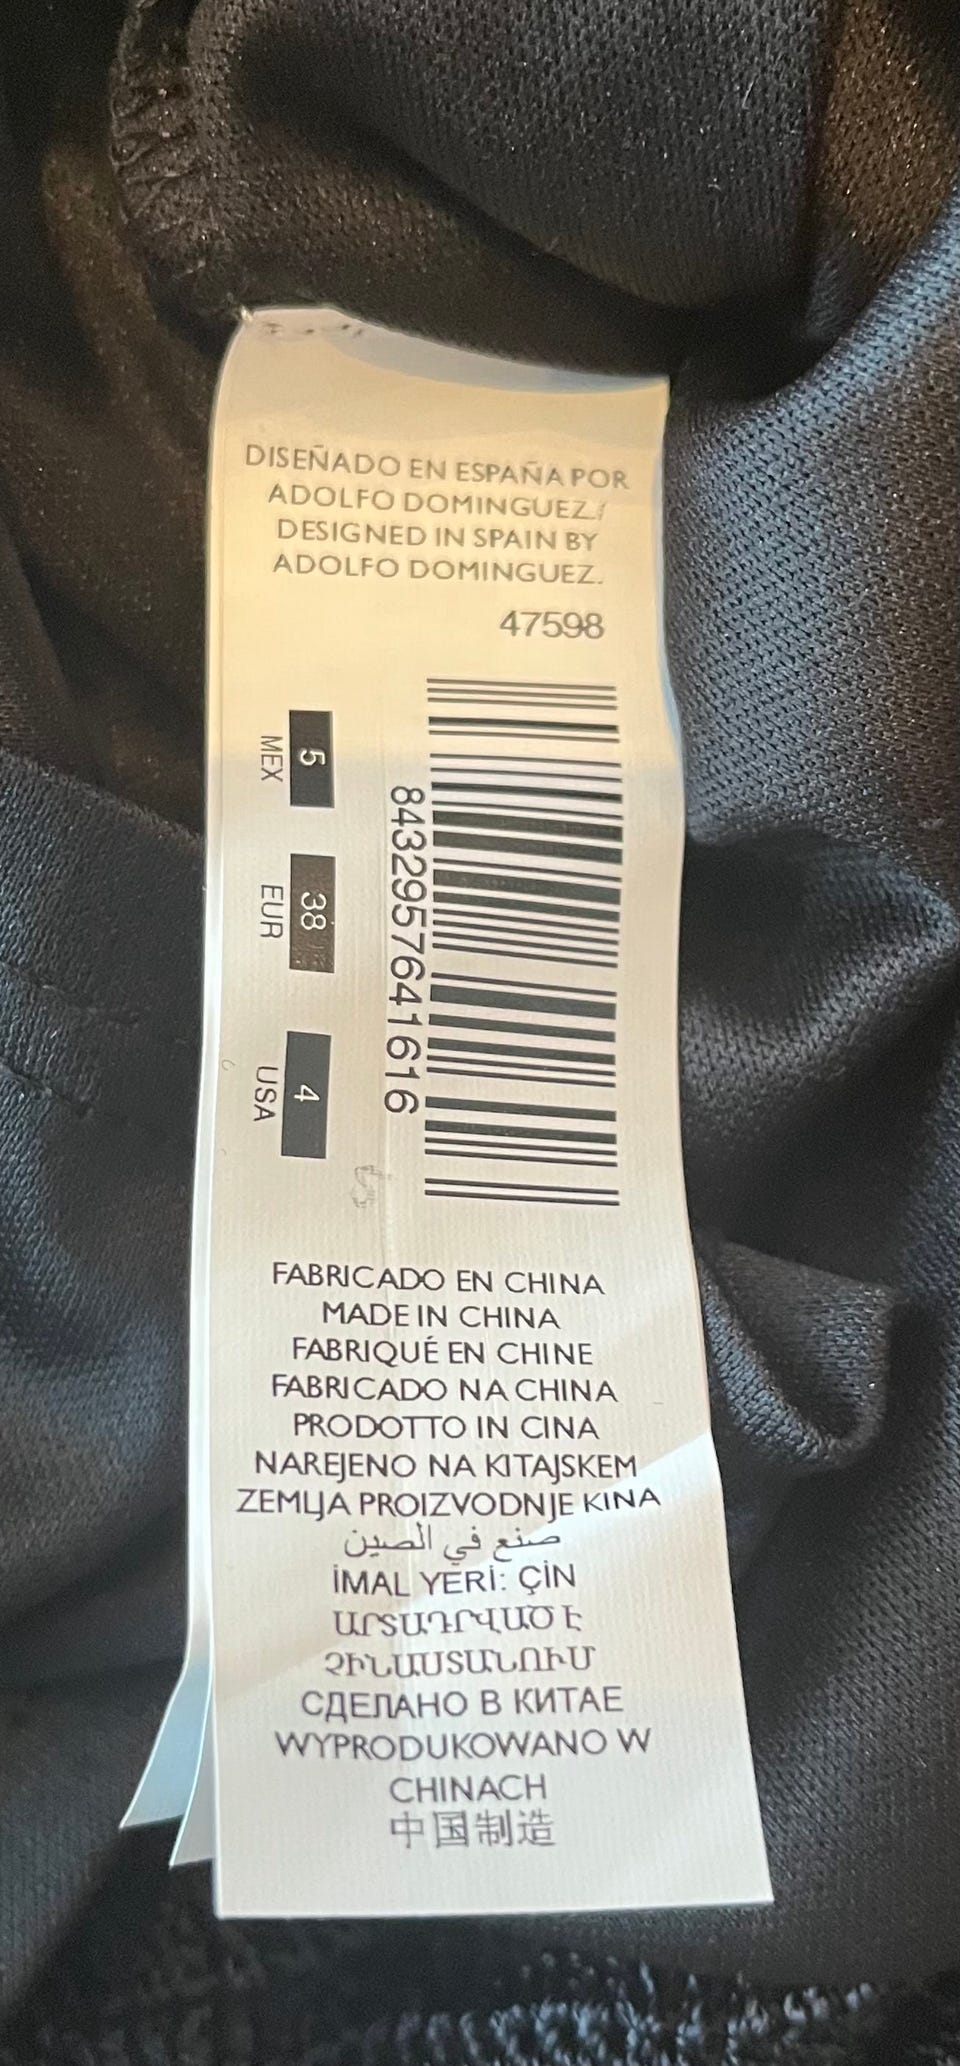 DISEÑADO EN ESPAÑA POR
ADOLFO DOMINGUEZ./
DESIGNED IN SPAIN BY
ADOLFO DOMINGUEZ.
47598
8432957641616
5
MEX
38
EUR
4
USA
FABRICADO EN CHINA
MADE IN CHINA
FABRIQUÉ EN CHINE
FABRICADO NA CHINA
PRODOTTO IN CINA
NAREJENO NA KITAJSKEM
ZEMLJA PROIZVODNJE KINA
صنع في الصين
İMAL YERİ: ÇİN
ԱՐՏԱԴՐՎԱԾ Է
ՉԻՆԱՍՏԱՆՈՒՄ
СДЕЛАНО В КИТАЕ
WYPRODUKOWANO W
CHINACH
中国制造